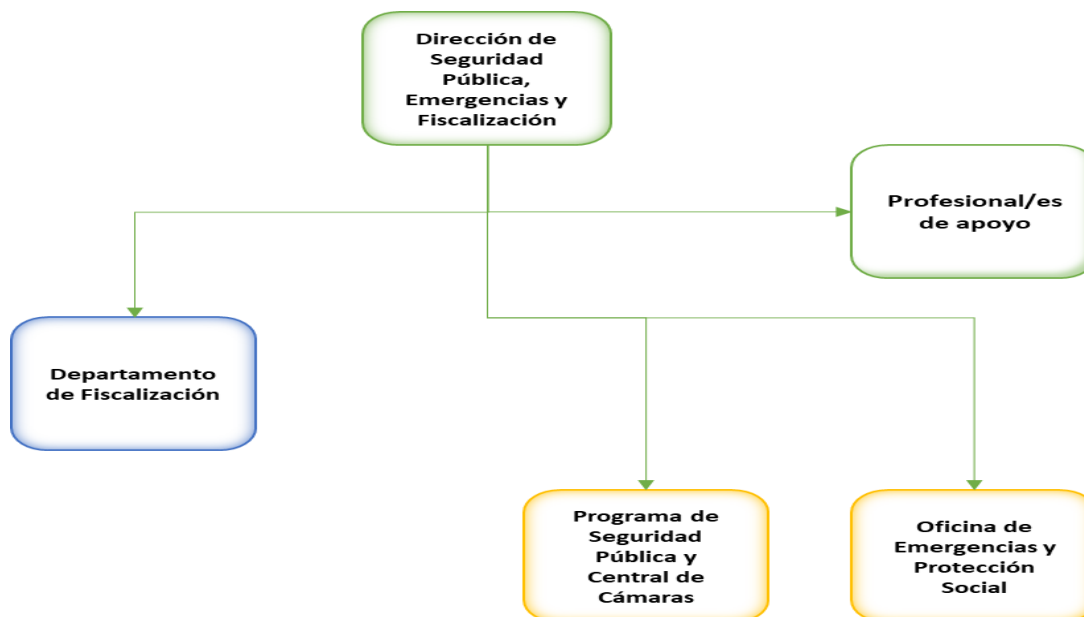 Dirección de
Seguridad
Pública,
Emergencias y
Fiscalización
Profesional/es
de apoyo
Departamento
de Fiscalización
Programa de
Seguridad
Pública y
Central de
Cámaras
Oficina de
Emergencias y
Protección
Social